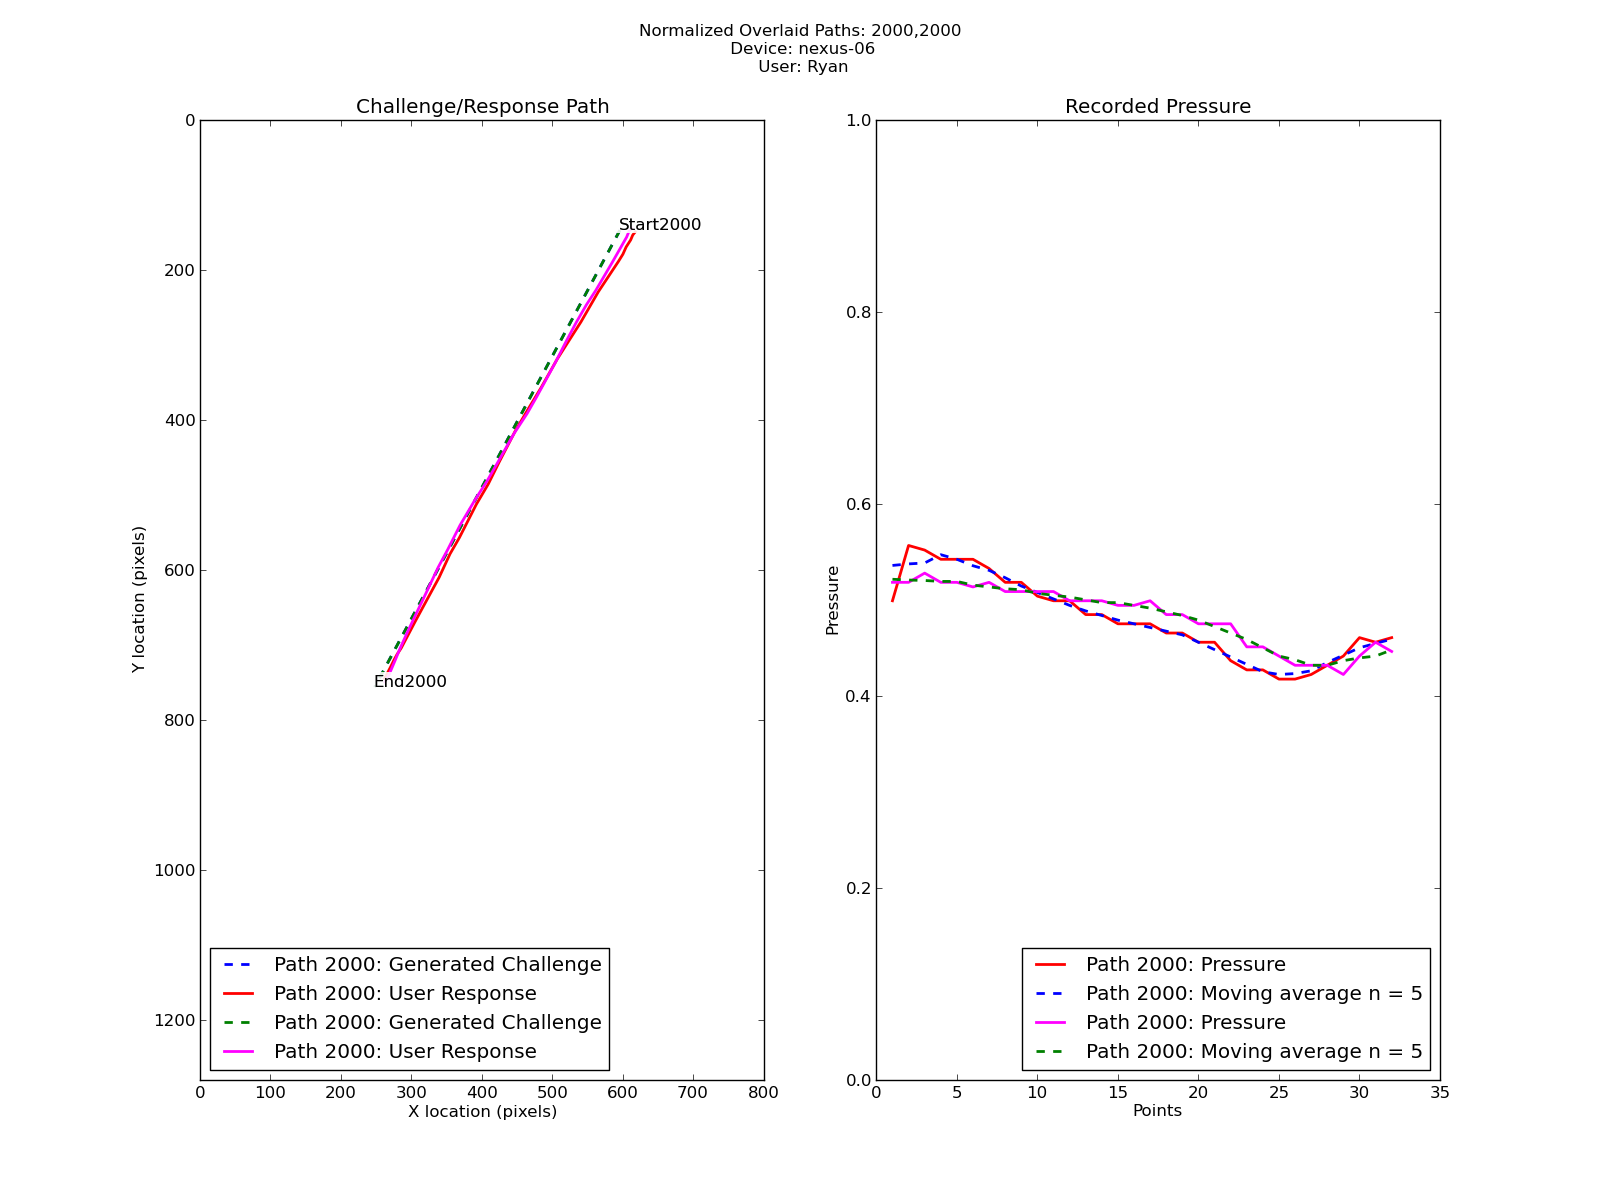 Normalized Overlaid Paths: 2000,2000
Device: nexus-06
User: Ryan
Challenge/Response Path
0
200
400
600
800
1000
1200
Y location (pixels)
Start2000
End2000
Path 2000: Generated Challenge
Path 2000: User Response
Path 2000: Generated Challenge
Path 2000: User Response
0 100 200 300 400 500 600 700 800
X location (pixels)
Recorded Pressure
1.0
0.8
0.6
0.4
0.2
0.0
Pressure
Path 2000: Pressure
Path 2000: Moving average n = 5
Path 2000: Pressure
Path 2000: Moving average n = 5
0 5 10 15 20 25 30 35
Points